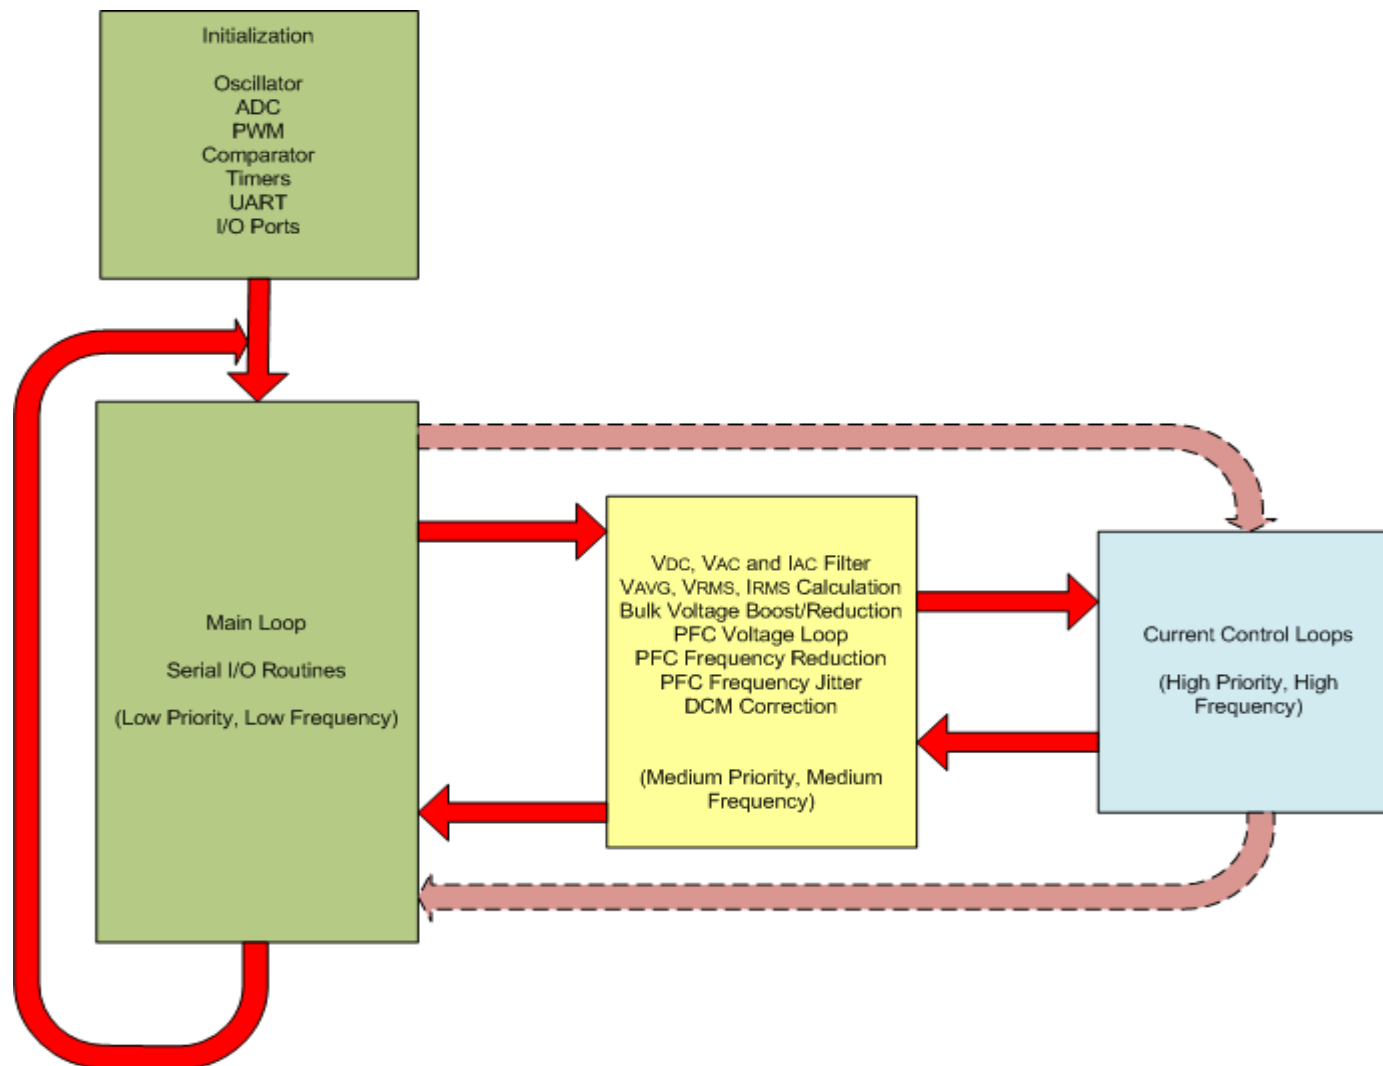 Initialization
Oscillator
ADC
PWM
Comparator
Timers
UART
I/O Ports
Main Loop
Serial I/O Routines
(Low Priority, Low Frequency)
VDC, VAC and IAC Filter
VAVG, VRMS, IRMS Calculation
Bulk Voltage Boost/Reduction
PFC Voltage Loop
PFC Frequency Reduction
PFC Frequency Jitter
DCM Correction
(Medium Priority, Medium
Frequency)
Current Control Loops
(High Priority, High
Frequency)